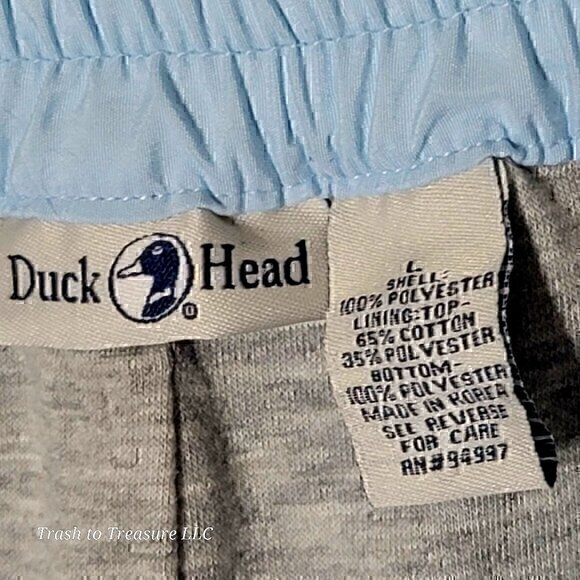 Duck Head
®
L
SHELL:
100% POLYESTER
LINING:TOP-
65% COTTON
35% POLYESTER
BOTTOM-
100% POLYESTER
MADE IN KOREA
SEE REVERSE
FOR CARE
RN#94997
Trash to Treasure LLC